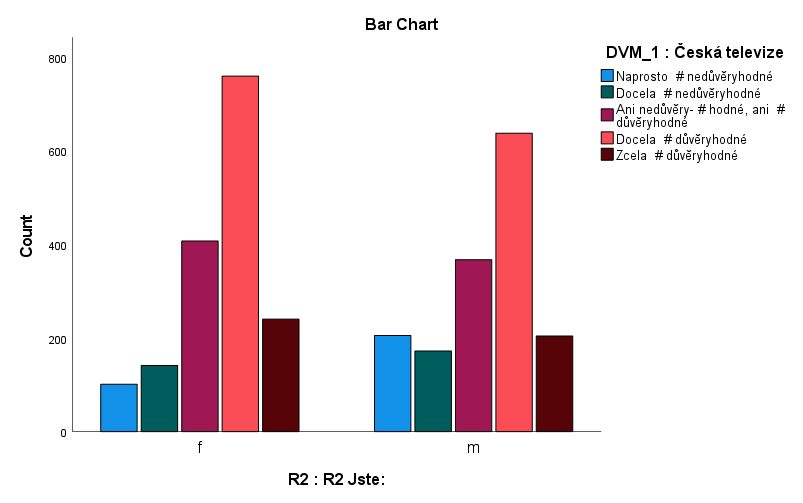 Bar Chart
DVM_1 : Česká televize
Naprosto # nedůvěryhodné
Docela # nedůvěryhodné
Ani nedůvěry- # hodné, ani #
důvěryhodné
Docela # důvěryhodné
Zcela # důvěryhodné
Count
800
600
400
200
0
f
m
R2 : R2 Jste: